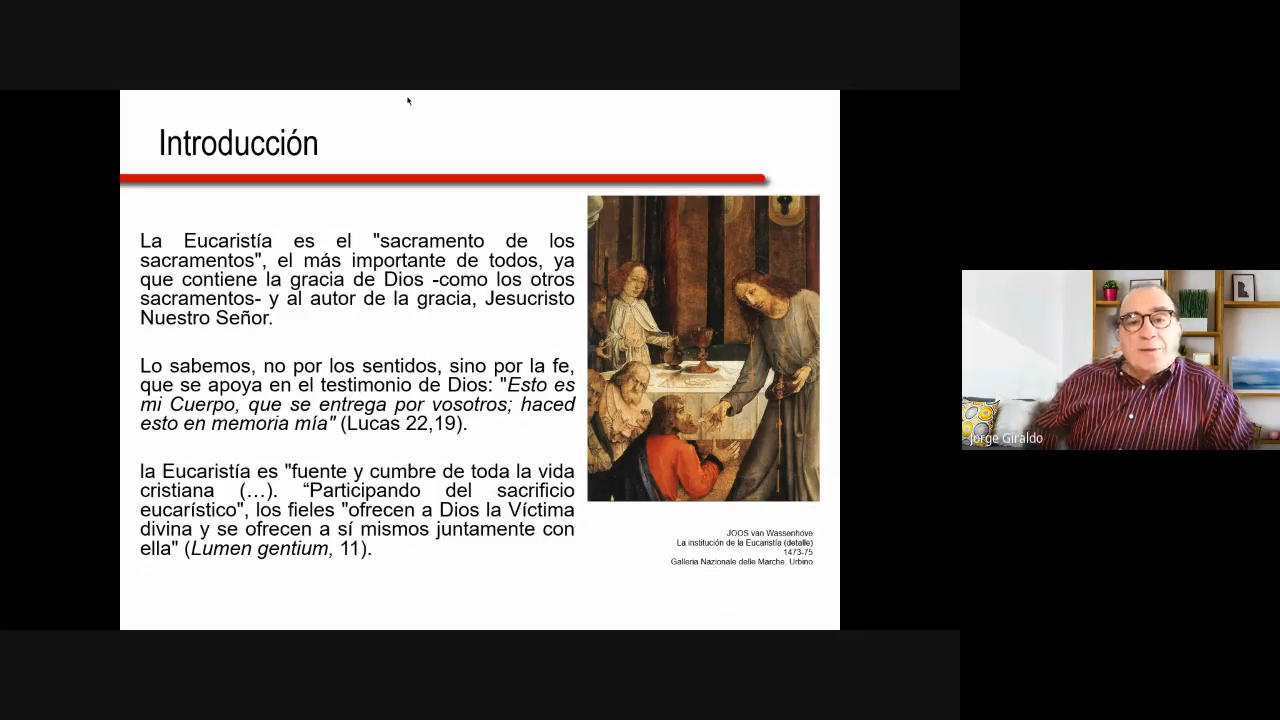 Introducción
La Eucaristía es el "sacramento de los
sacramentos", el más importante de todos, ya
que contiene la gracia de Dios -como los otros
sacramentos- y al autor de la gracia, Jesucristo
Nuestro Señor.
Lo sabemos, no por los sentidos, sino por la fe,
que se apoya en el testimonio de Dios: "Esto es
mi Cuerpo, que se entrega por vosotros; haced
esto en memoria mía" (Lucas 22,19).
la Eucaristía es "fuente y cumbre de toda la vida
cristiana (…). “Participando del sacrificio
eucarístico", los fieles "ofrecen a Dios la Víctima
divina y se ofrecen a sí mismos juntamente con
ella" (Lumen gentium, 11).
JOOS van Wassenhove
La institución de la Eucaristía (detalle)
1473-75
Galleria Nazionale delle Marche, Urbino
Jorge Giraldo